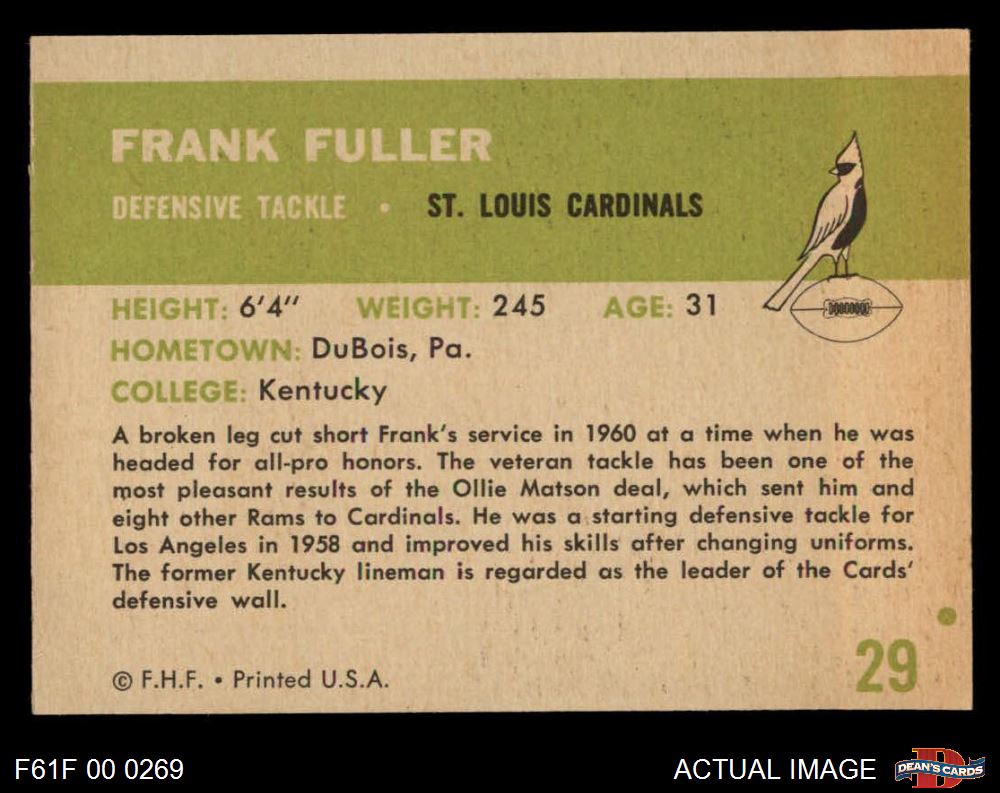 FRANK FULLER
DEFENSIVE TACKLE • ST. LOUIS CARDINALS
HEIGHT: 6'4" WEIGHT: 245 AGE: 31
HOMETOWN: DuBois, Pa.
COLLEGE: Kentucky
A broken leg cut short Frank's service in 1960 at a time when he was
headed for all-pro honors. The veteran tackle has been one of the
most pleasant results of the Ollie Matson deal, which sent him and
eight other Rams to Cardinals. He was a starting defensive tackle for
Los Angeles in 1958 and improved his skills after changing uniforms.
The former Kentucky lineman is regarded as the leader of the Cards'
defensive wall.
29
© F.H.F. • Printed U.S.A.
F61F 00 0269
ACTUAL IMAGE
DEAN'S CARDS